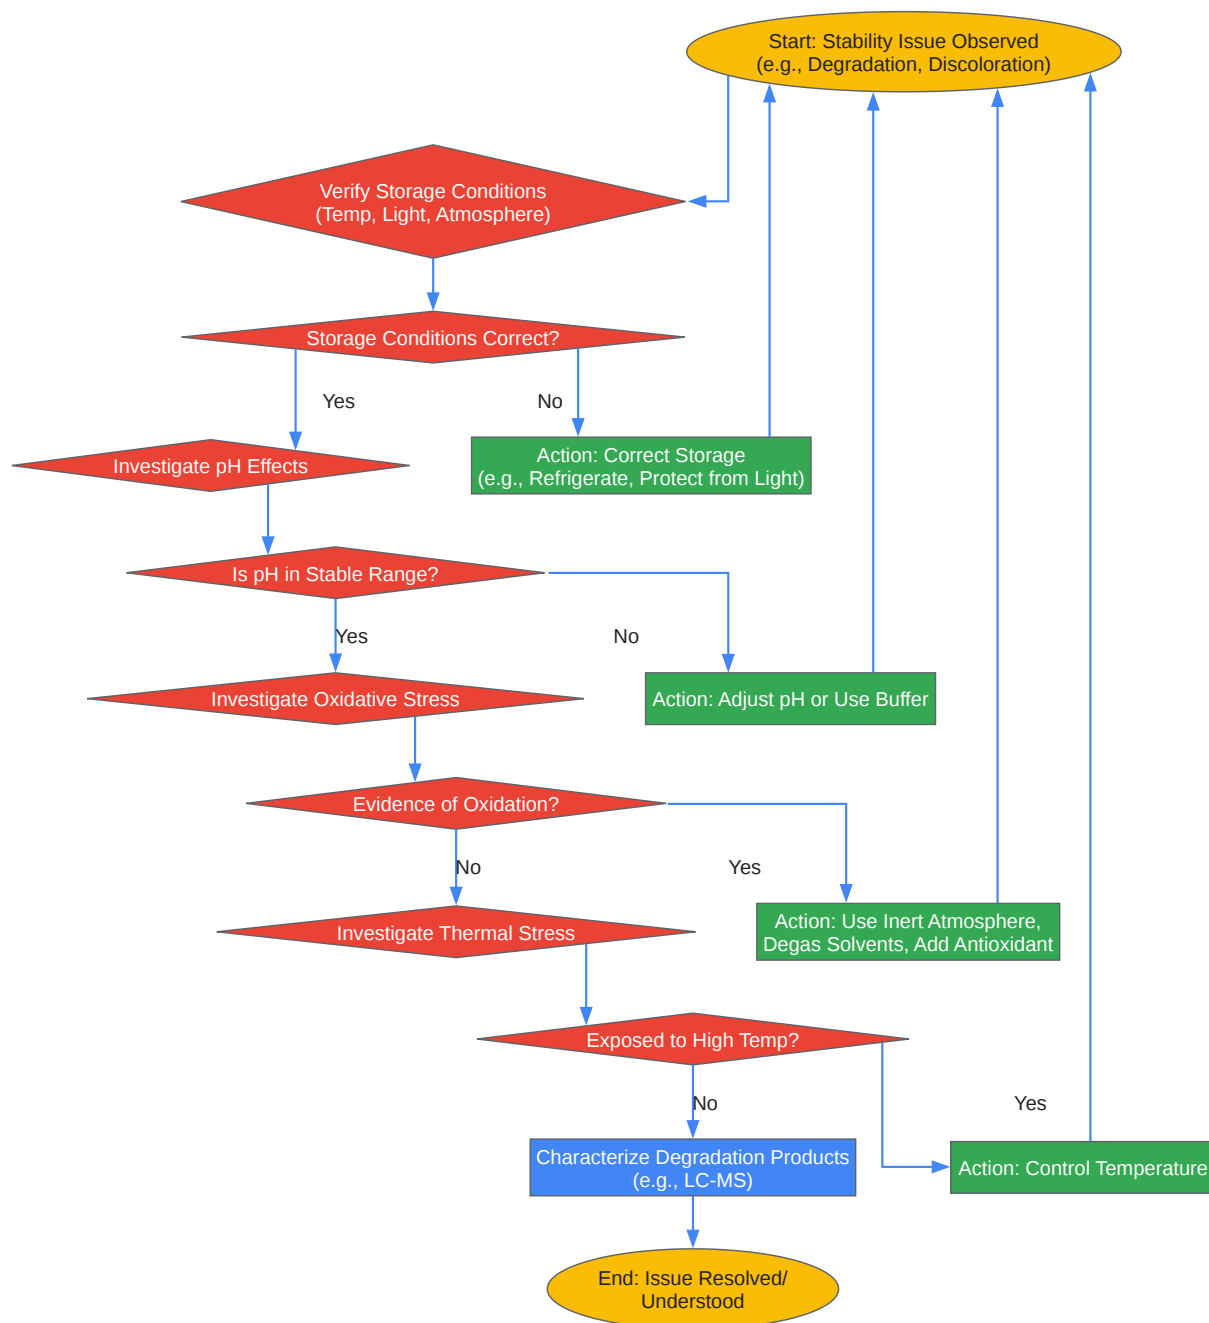 Start: Stability Issue Observed
(e.g., Degradation, Discoloration)
Verify Storage Conditions
(Temp, Light, Atmosphere)
Storage Conditions Correct?
Yes
No
Action: Correct Storage
(e.g., Refrigerate, Protect from Light)
Investigate pH Effects
Is pH in Stable Range?
Yes
No
Investigate Oxidative Stress
Action: Adjust pH or Use Buffer
Evidence of Oxidation?
No
Yes
Action: Use Inert Atmosphere,
Degas Solvents, Add Antioxidant
Investigate Thermal Stress
Exposed to High Temp?
No
Yes
Characterize Degradation Products
(e.g., LC-MS)
Action: Control Temperature
End: Issue Resolved/
Understood